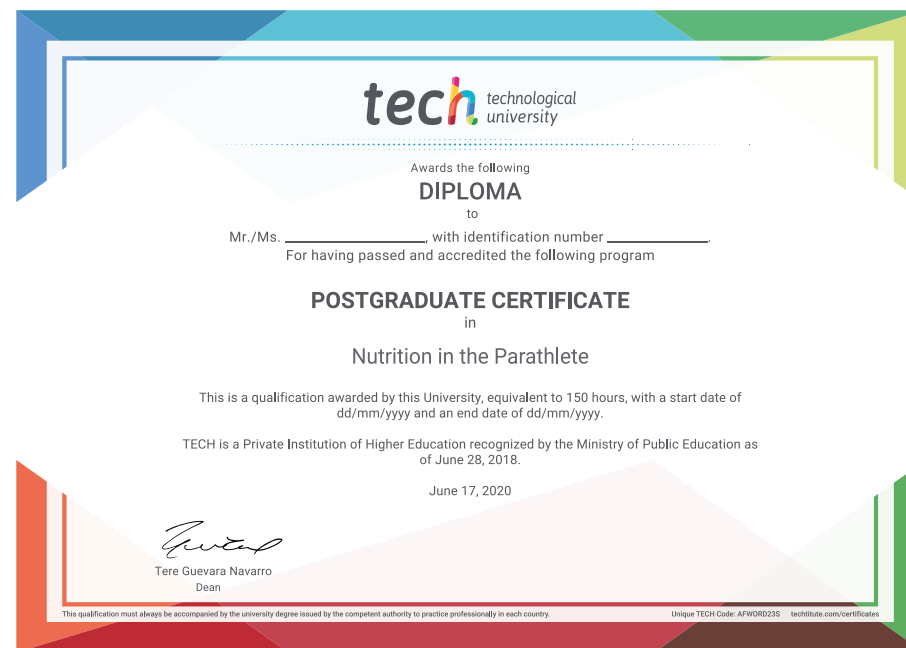 tech technological
university
Awards the following
DIPLOMA
to
Mr./Ms. ____________________, with identification number ______________.
For having passed and accredited the following program
POSTGRADUATE CERTIFICATE
in
Nutrition in the Parathlete
This is a qualification awarded by this University, equivalent to 150 hours, with a start date of
dd/mm/yyyy and an end date of dd/mm/yyyy.
TECH is a Private Institution of Higher Education recognized by the Ministry of Public Education as
of June 28, 2018.
June 17, 2020
Tere Guevara Navarro
Dean
This qualification must always be accompanied by the university degree issued by the competent authority to practice professionally in each country. Unique TECH Code: AFWORD23S techtitute.com/certificates